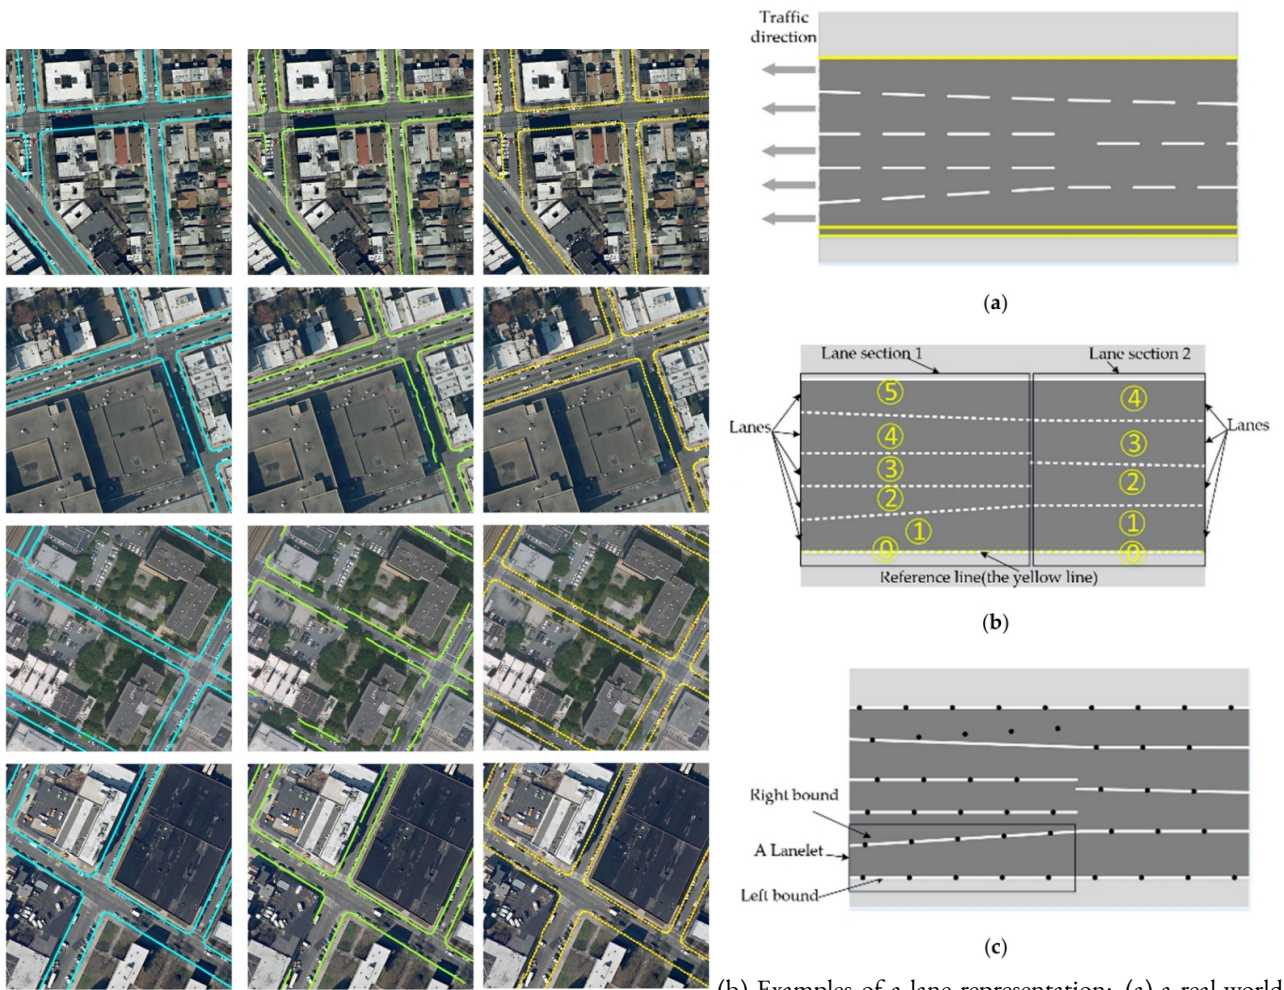 Traffic
direction
(a)
Lane section 1
Lane section 2
⑤
④
④
Lanes
Lanes
③
③
②
②
①
①
⓪
⓪
Reference line(the yellow line)
(b)
Right bound
A Lanelet
Left bound
(c)
(b) Examples of a lane representation: (a) a real world